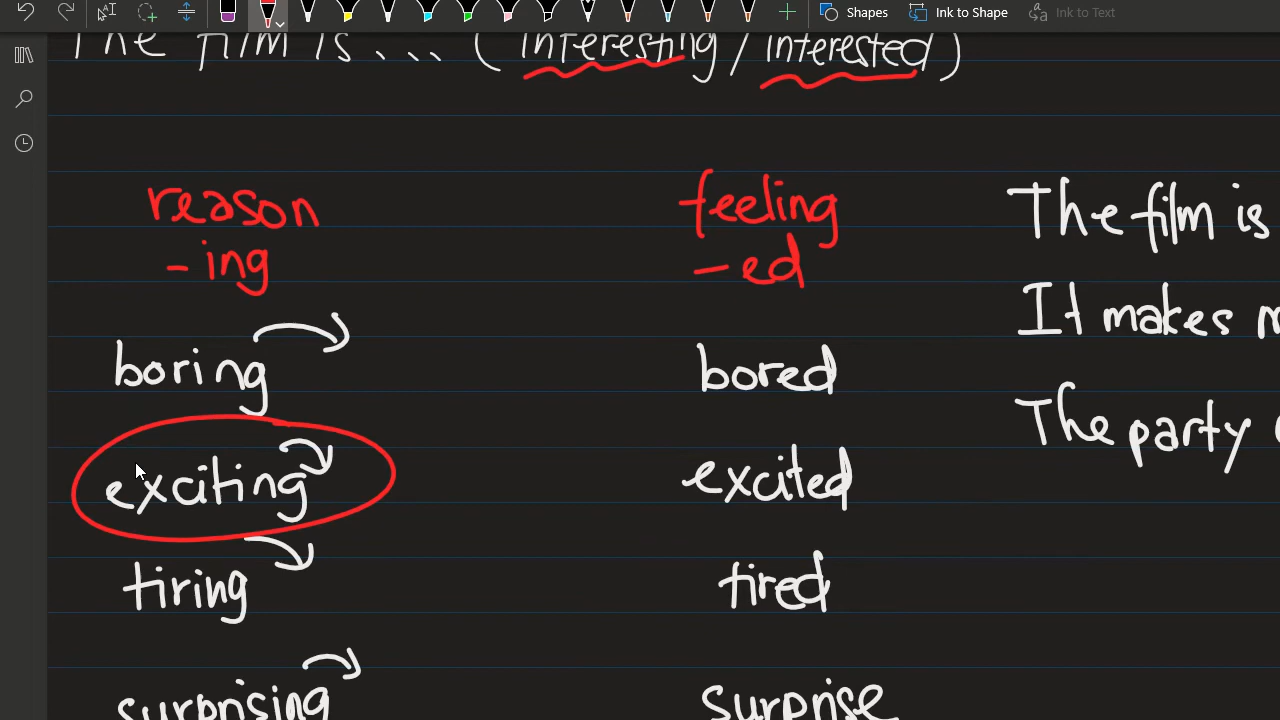 Shapes Ink to Shape Ink to Text
The film is... (interesting / interested)
reason feeling The film is
-ing -ed
It makes
boring bored
The party
exciting excited
tiring tired
surprising surprise